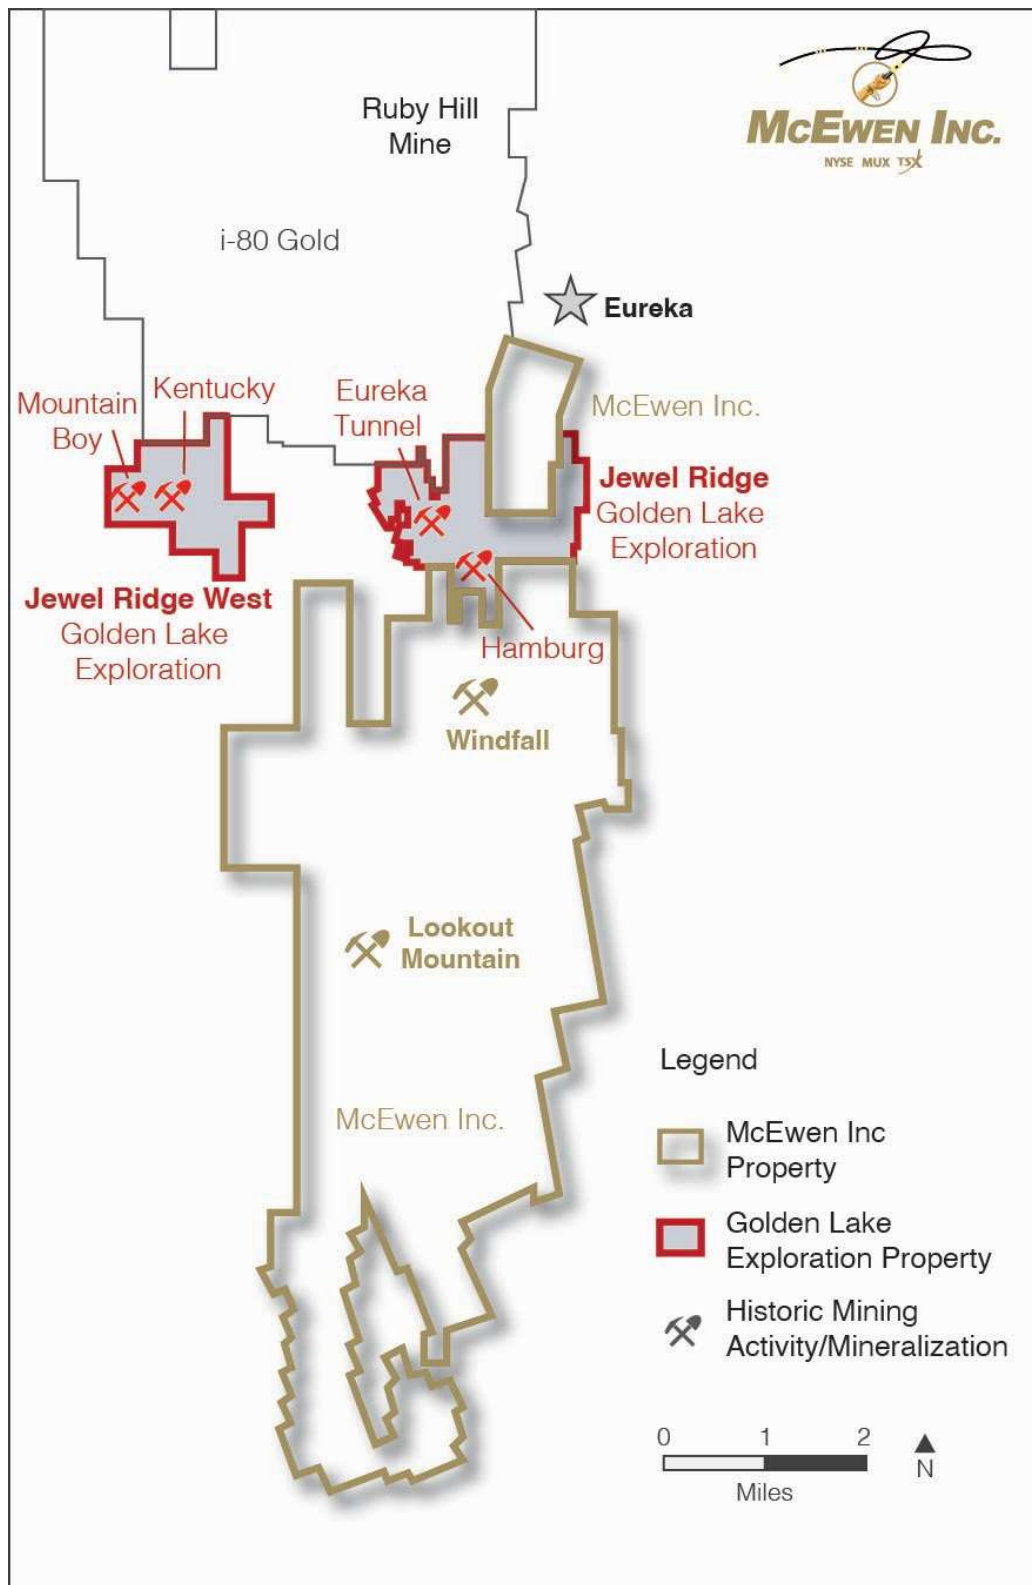 McEWEN INC.
NYSE MUX TSX
Ruby Hill
Mine
i-80 Gold
Eureka
Mountain
Boy
Kentucky
Eureka
Tunnel
McEwen Inc.
Jewel Ridge
Golden Lake
Exploration
Jewel Ridge West
Golden Lake
Exploration
Hamburg
Windfall
Lookout
Mountain
McEwen Inc.
Legend
McEwen Inc
Property
Golden Lake
Exploration Property
Historic Mining
Activity/Mineralization
0 1 2
Miles
N